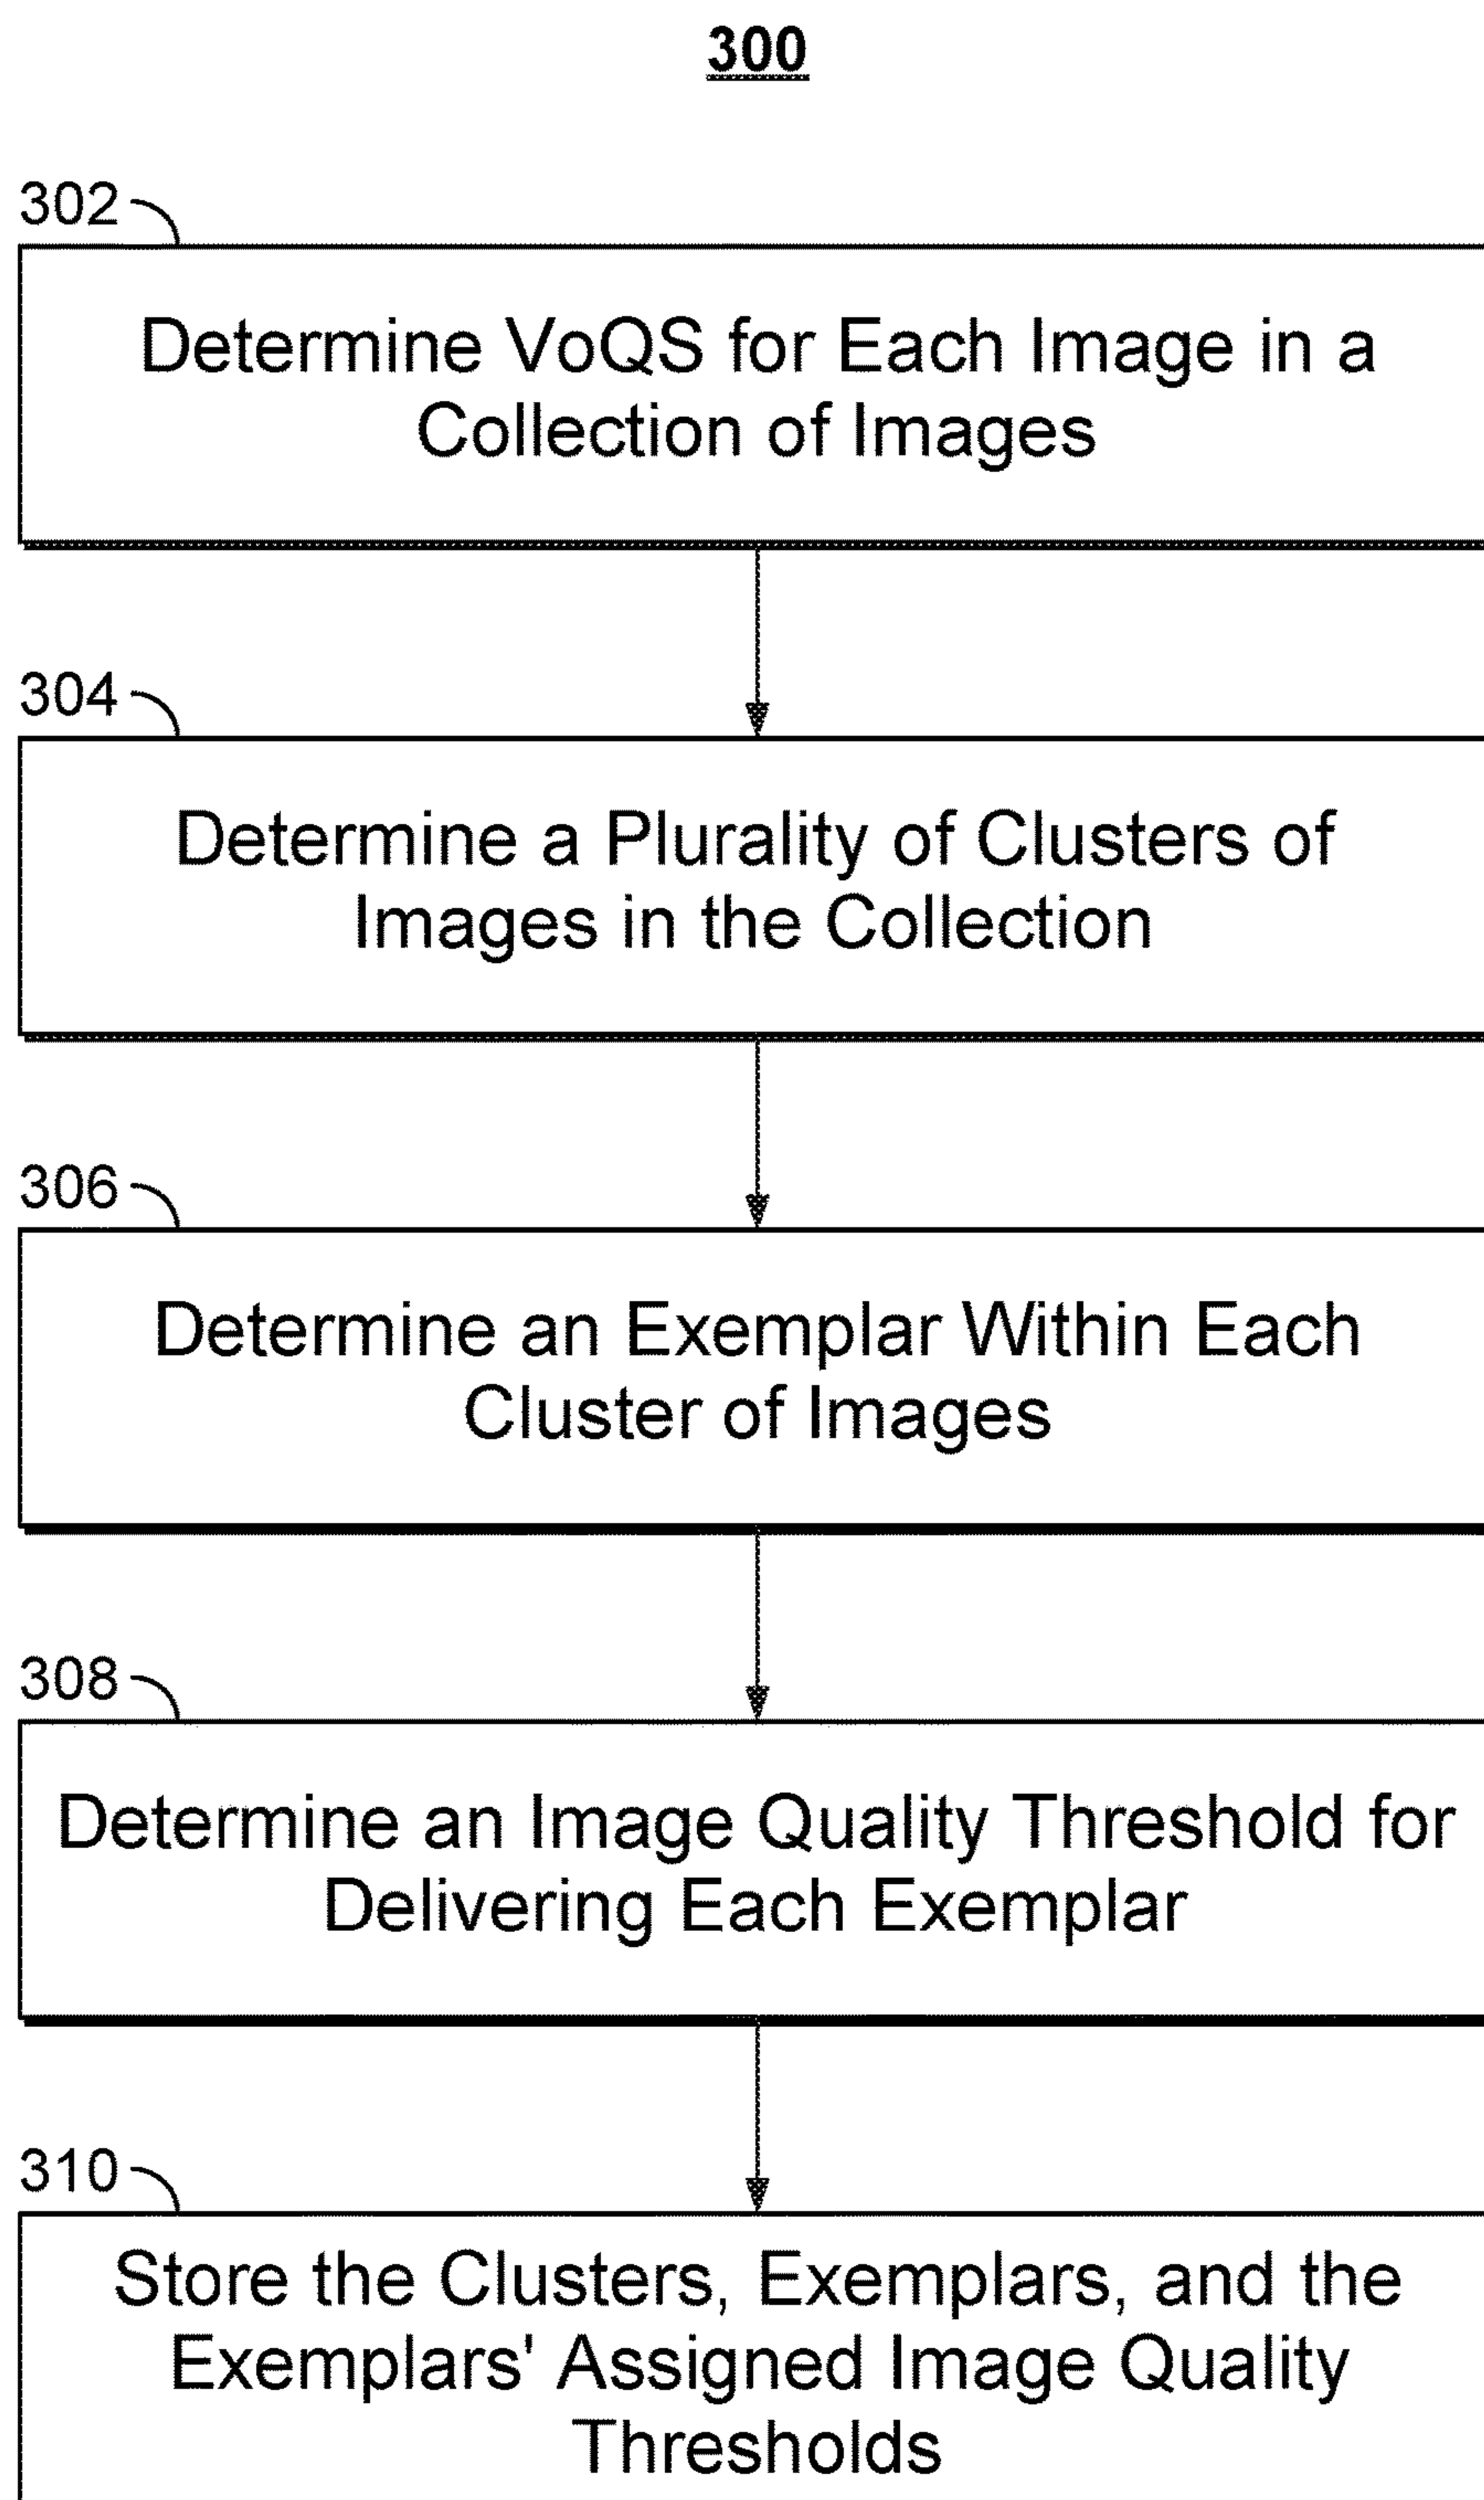 300
302
Determine VoQS for Each Image in a
Collection of Images
304
Determine a Plurality of Clusters of
Images in the Collection
306
Determine an Exemplar Within Each
Cluster of Images
308
Determine an Image Quality Threshold for
Delivering Each Exemplar
310
Store the Clusters, Exemplars, and the
Exemplars' Assigned Image Quality
Thresholds